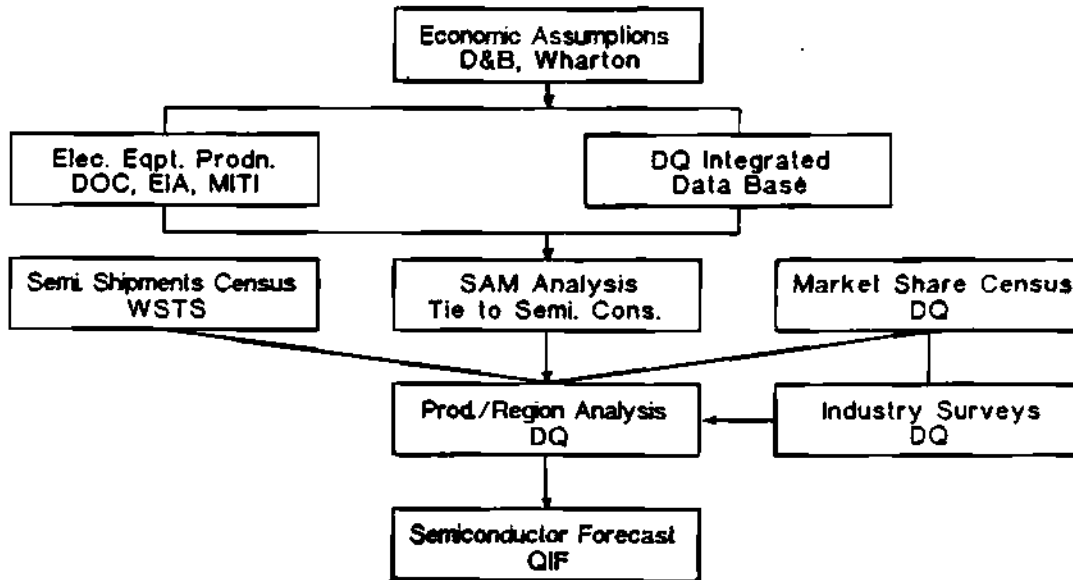 Economic Assumptions
D&B, Wharton
Elec. Eqpt. Prodn.
DOC, EIA, MITI
DQ Integrated
Data Base
Semi. Shipments Census
WSTS
SAM Analysis
Tie to Semi. Cons.
Market Share Census
DQ
Prod./Region Analysis
DQ
Industry Surveys
DQ
Semiconductor Forecast
QIF